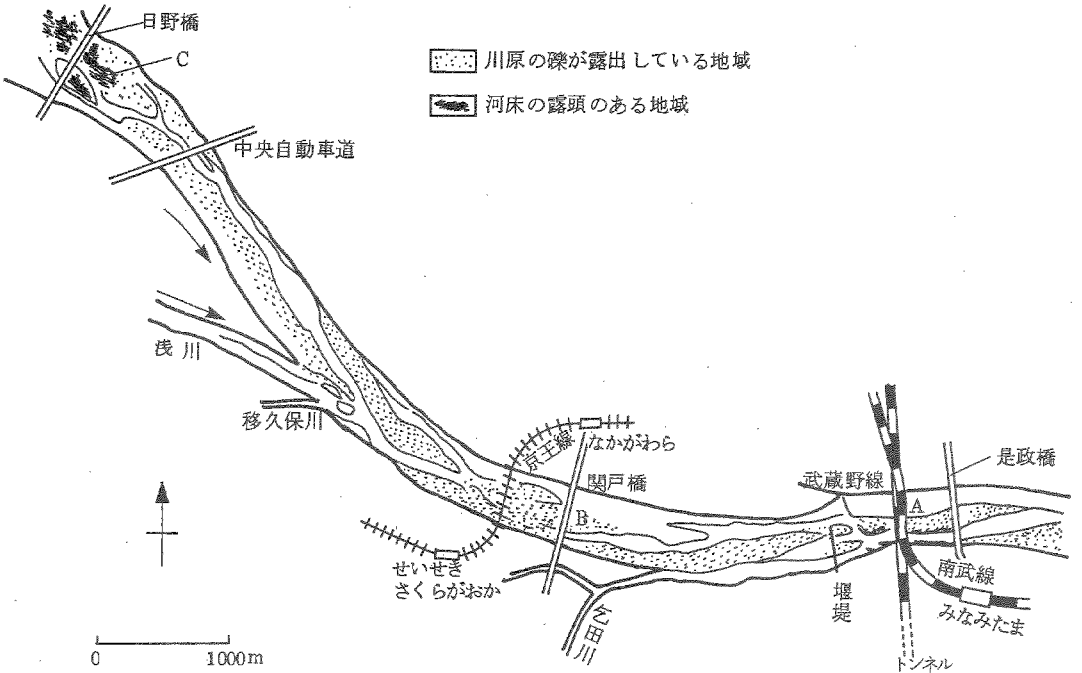 日野橋
C
川原の礫が露出している地域
河床の露頭のある地域
中央自動車道
浅川
移久保川
京王線
なかがわら
関戸橋
B
武蔵野線
A
是政橋
せいせき
さくらがおか
乞田川
堰堤
南武線
みなみたま
トンネル
0
1000m